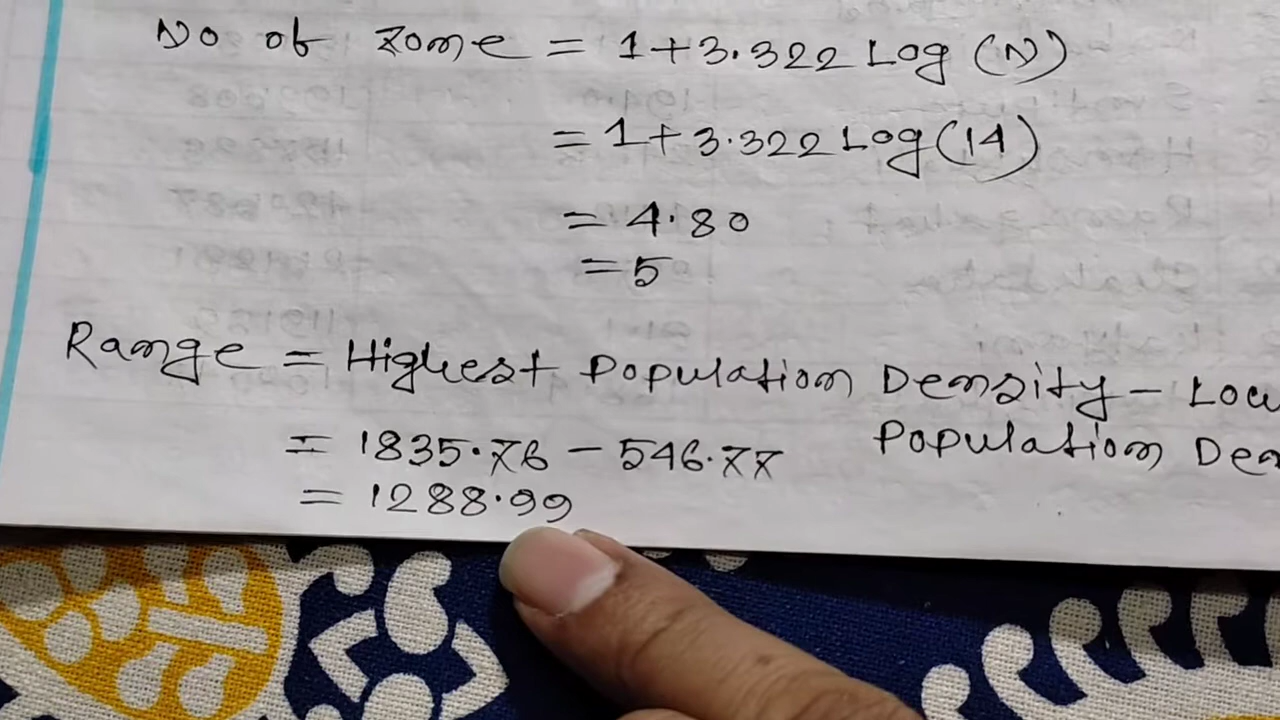 No of zone = 1+3.322 Log (N)
= 1+3.322 Log (14)
= 4.80
= 5
Range = Highest Population Density - Low
Population Den
= 1835.76 - 546.77
= 1288.99